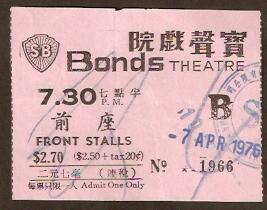 SB
院戲聲寶
Bonds THEATRE
7.30 七點半
P.M.
前座
FRONT STALLS
$2.70 ($2.50+tax20¢)
二元七毫 (連稅)
每票只限一人 Admit One Only
B
-7 APR 1976
№ 1966